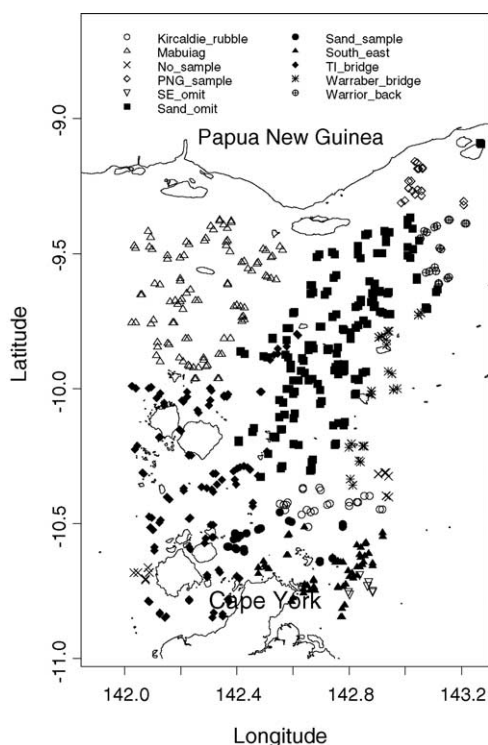 Kircaldie_rubble
Mabuiag
No_sample
PNG_sample
SE_omit
Sand_omit
Sand_sample
South_east
TI_bridge
Warraber_bridge
Warrior_back
Papua New Guinea
Cape York
-9.0
-9.5
-10.0
-10.5
-11.0
Latitude
142.0 142.4 142.8 143.2
Longitude